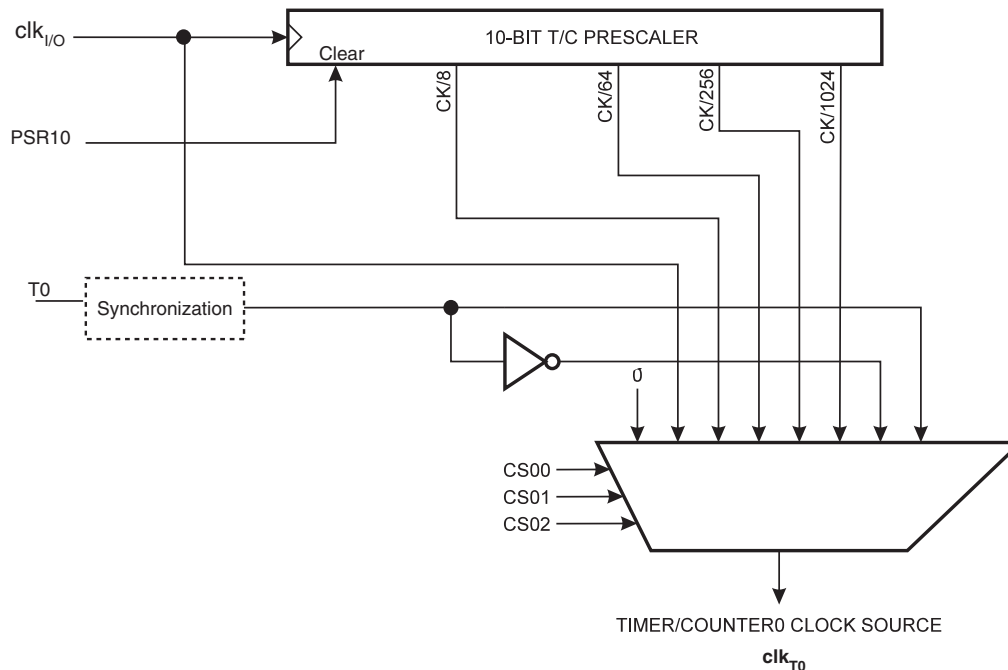 clkI/O
10-BIT T/C PRESCALER
Clear
CK/8
CK/64
CK/256
CK/1024
PSR10
T0
Synchronization
0
CS00
CS01
CS02
TIMER/COUNTER0 CLOCK SOURCE
clkT0